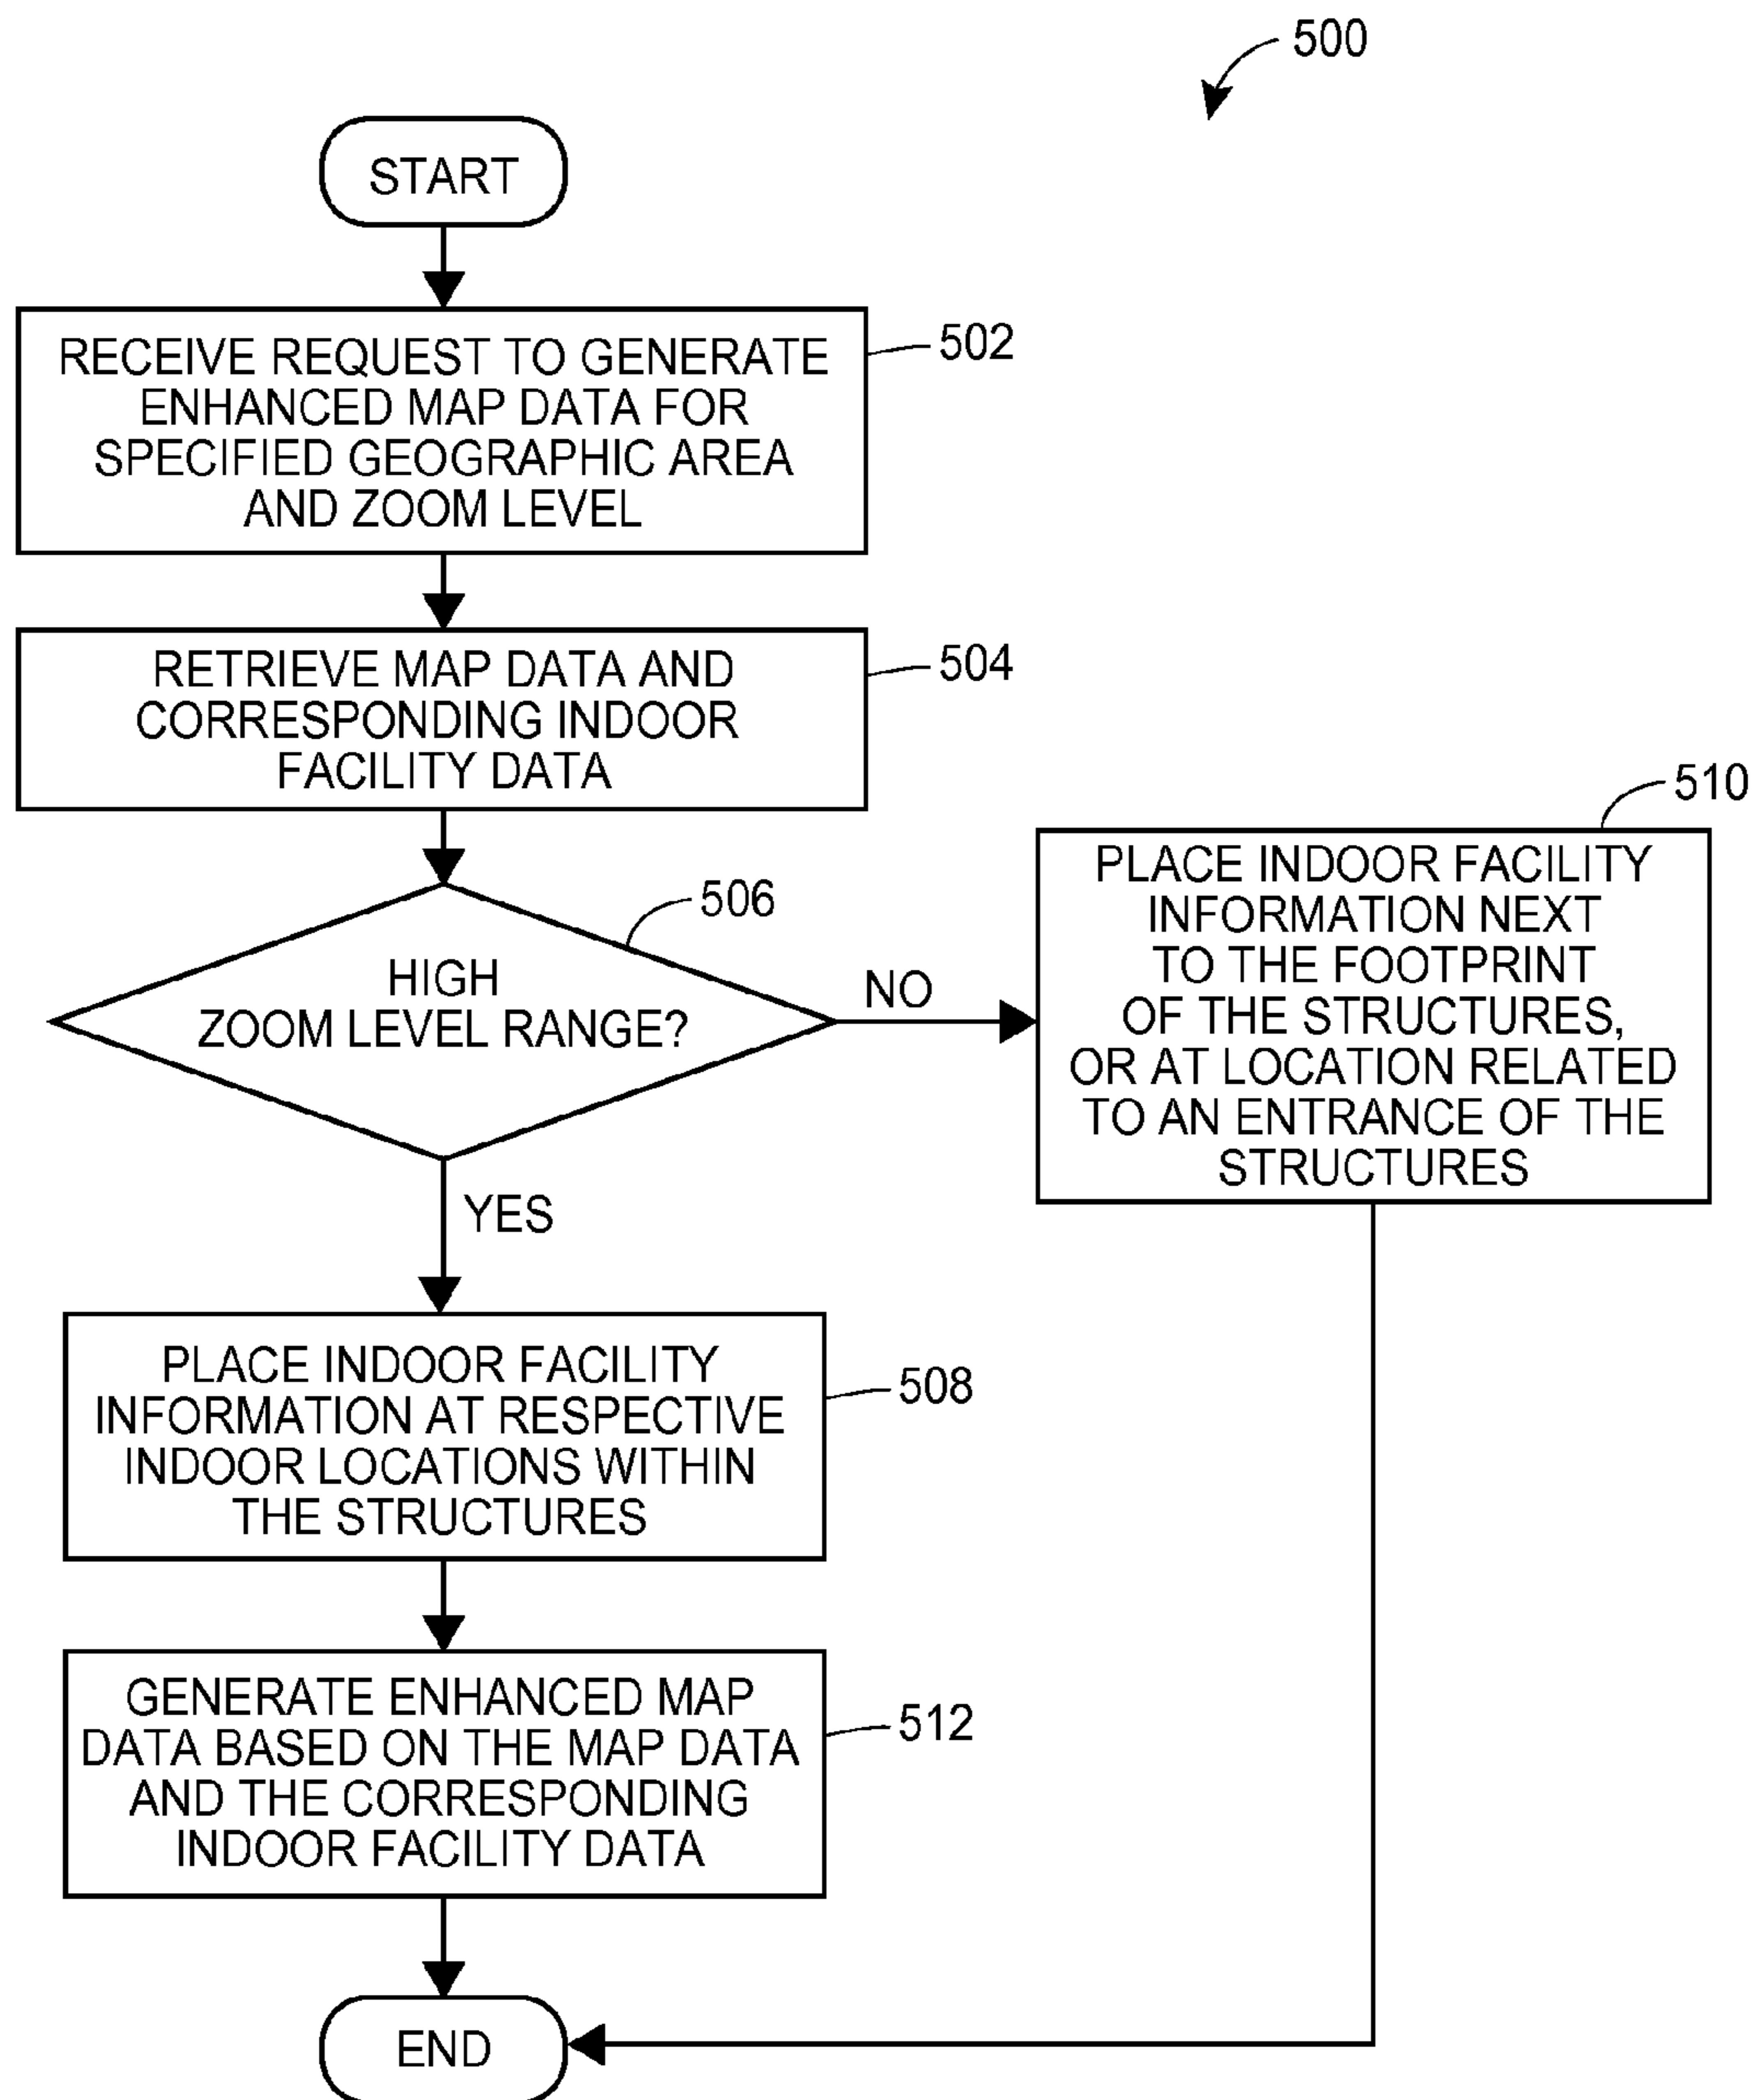 500
START
RECEIVE REQUEST TO GENERATE
ENHANCED MAP DATA FOR
SPECIFIED GEOGRAPHIC AREA
AND ZOOM LEVEL
502
RETRIEVE MAP DATA AND
CORRESPONDING INDOOR
FACILITY DATA
504
HIGH
ZOOM LEVEL RANGE?
506
NO
PLACE INDOOR FACILITY
INFORMATION NEXT
TO THE FOOTPRINT
OF THE STRUCTURES,
OR AT LOCATION RELATED
TO AN ENTRANCE OF THE
STRUCTURES
510
YES
PLACE INDOOR FACILITY
INFORMATION AT RESPECTIVE
INDOOR LOCATIONS WITHIN
THE STRUCTURES
508
GENERATE ENHANCED MAP
DATA BASED ON THE MAP DATA
AND THE CORRESPONDING
INDOOR FACILITY DATA
512
END